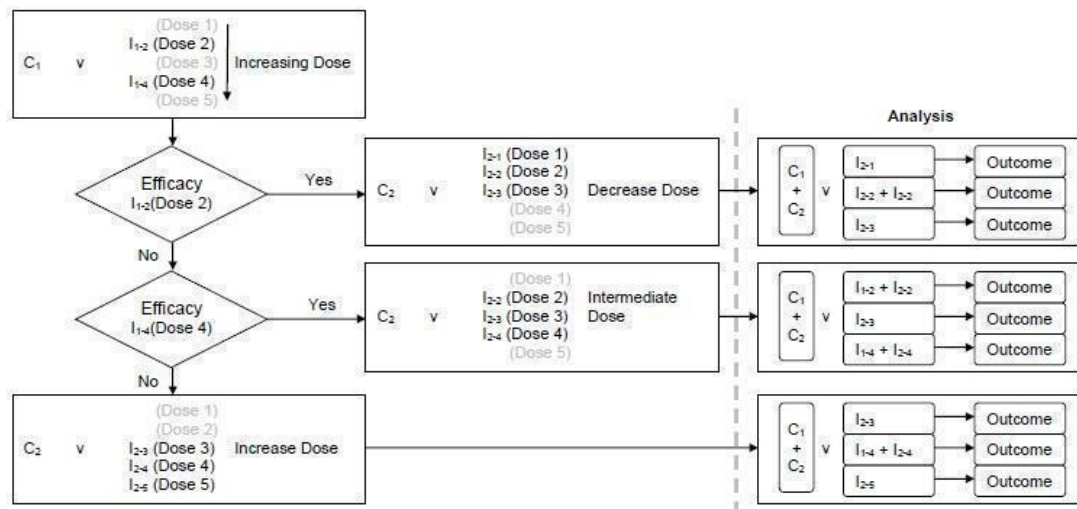 (Dose 1)
I1-2 (Dose 2)
C1 v (Dose 3) Increasing Dose
I1-4 (Dose 4)
(Dose 5)
Efficacy
I1-2(Dose 2)
Yes
No
C2 v
I2-1 (Dose 1)
I2-2 (Dose 2)
I2-3 (Dose 3) Decrease Dose
(Dose 4)
(Dose 5)
Analysis
C1
+
C2
v
I2-1 Outcome
I2-2 + I2-2 Outcome
I2-3 Outcome
Efficacy
I1-4(Dose 4)
Yes
No
C2 v
(Dose 1)
I2-2 (Dose 2) Intermediate
I2-3 (Dose 3) Dose
I2-4 (Dose 4)
(Dose 5)
C1
+
C2
v
I1-2 + I2-2 Outcome
I2-3 Outcome
I1-4 + I2-4 Outcome
(Dose 1)
(Dose 2)
C2 v I2-3 (Dose 3) Increase Dose
I2-4 (Dose 4)
I2-5 (Dose 5)
C1
+
C2
v
I2-3 Outcome
I1-4 + I2-4 Outcome
I2-5 Outcome